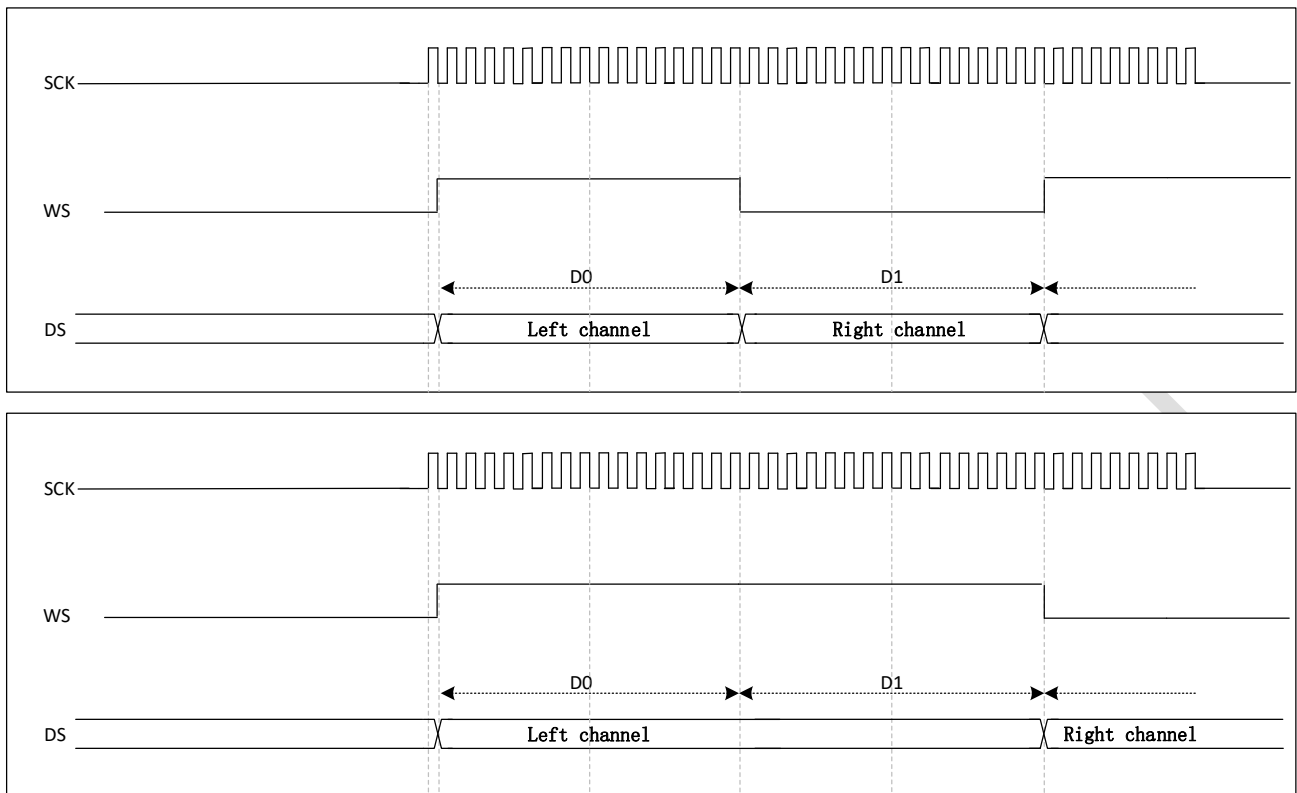 SCK
WS
D0 D1
DS Left channel Right channel
SCK
WS
D0 D1
DS Left channel Right channel